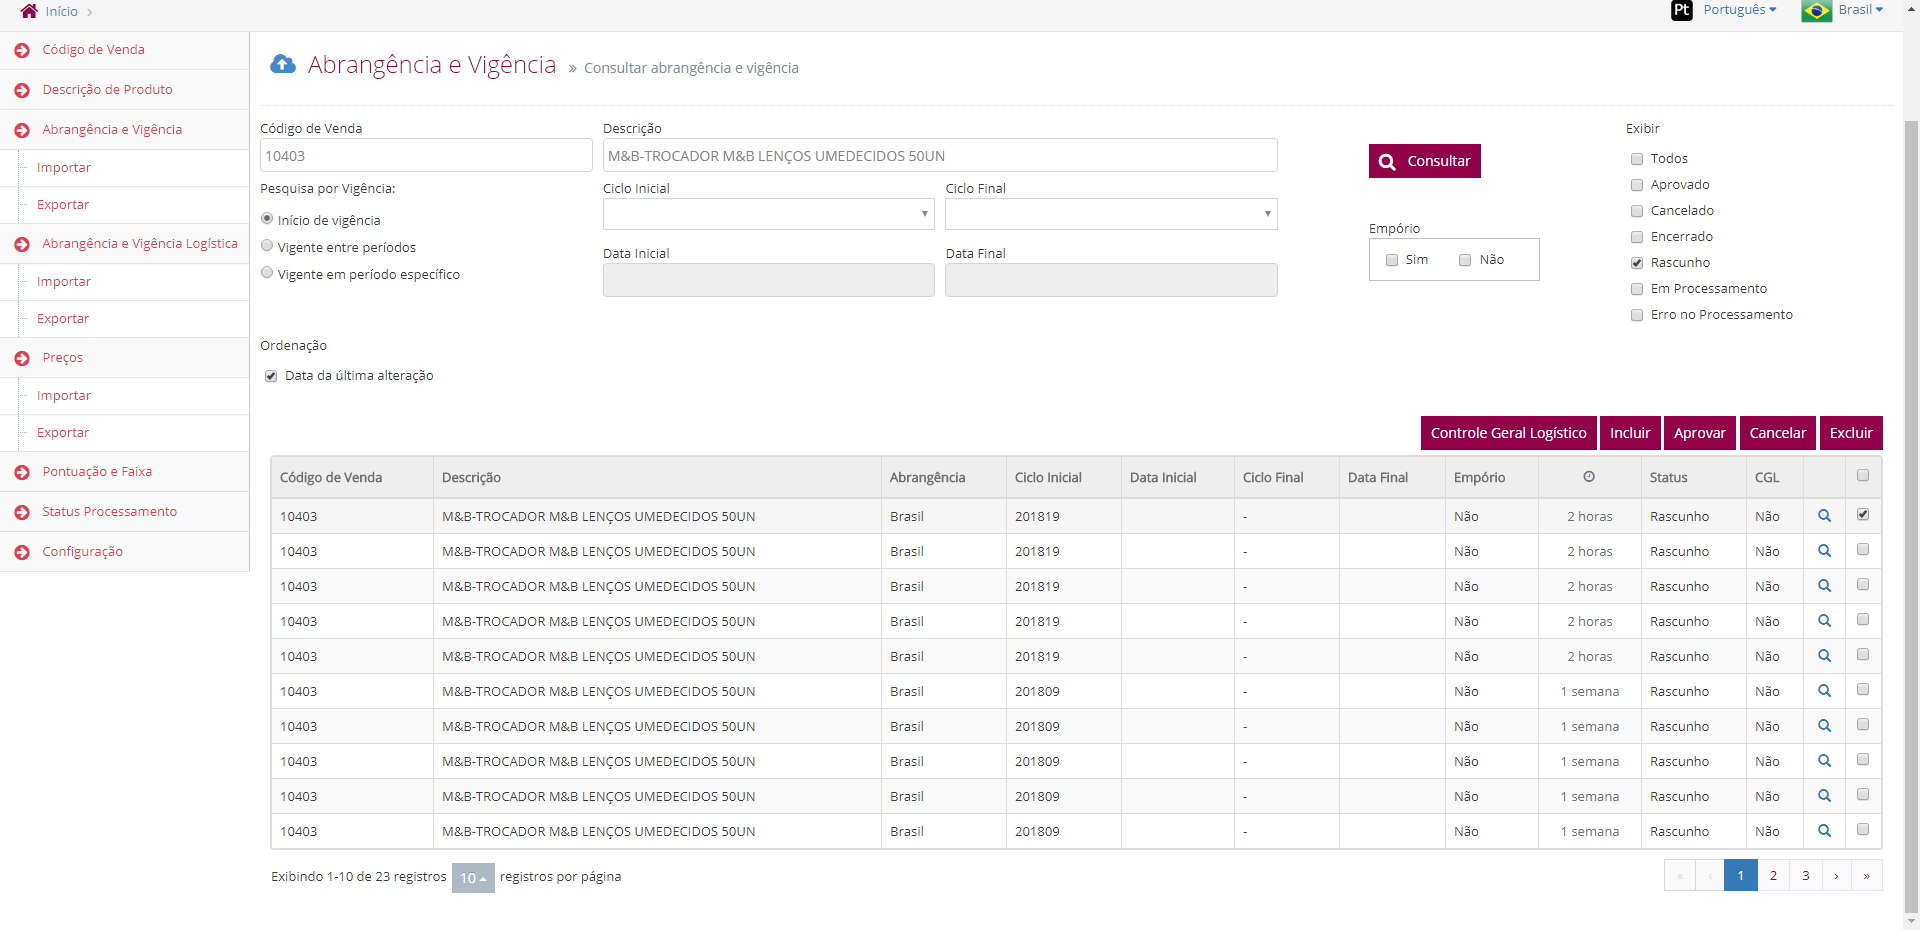 Início >
Pt Português Brasil
Código de Venda
Descrição de Produto
Abrangência e Vigência
Importar
Exportar
Abrangência e Vigência Logística
Importar
Exportar
Preços
Importar
Exportar
Pontuação e Faixa
Status Processamento
Configuração
Abrangência e Vigência » Consultar abrangência e vigência
Código de Venda
10403
Descrição
M&B-TROCADOR M&B LENÇOS UMEDECIDOS 50UN
Consultar
Pesquisa por Vigência:
Início de vigência
Vigente entre períodos
Vigente em período específico
Ciclo Inicial
Ciclo Final
Data Inicial
Data Final
Empório
Sim Não
Exibir
Todos
Aprovado
Cancelado
Encerrado
Rascunho
Em Processamento
Erro no Processamento
Ordenação
Data da última alteração
Controle Geral Logístico Incluir Aprovar Cancelar Excluir
Código de Venda Descrição Abrangência Ciclo Inicial Data Inicial Ciclo Final Data Final Empório Status CGL
10403 M&B-TROCADOR M&B LENÇOS UMEDECIDOS 50UN Brasil 201819 - Não 2 horas Rascunho Não
10403 M&B-TROCADOR M&B LENÇOS UMEDECIDOS 50UN Brasil 201819 - Não 2 horas Rascunho Não
10403 M&B-TROCADOR M&B LENÇOS UMEDECIDOS 50UN Brasil 201819 - Não 2 horas Rascunho Não
10403 M&B-TROCADOR M&B LENÇOS UMEDECIDOS 50UN Brasil 201819 - Não 2 horas Rascunho Não
10403 M&B-TROCADOR M&B LENÇOS UMEDECIDOS 50UN Brasil 201819 - Não 2 horas Rascunho Não
10403 M&B-TROCADOR M&B LENÇOS UMEDECIDOS 50UN Brasil 201809 - Não 1 semana Rascunho Não
10403 M&B-TROCADOR M&B LENÇOS UMEDECIDOS 50UN Brasil 201809 - Não 1 semana Rascunho Não
10403 M&B-TROCADOR M&B LENÇOS UMEDECIDOS 50UN Brasil 201809 - Não 1 semana Rascunho Não
10403 M&B-TROCADOR M&B LENÇOS UMEDECIDOS 50UN Brasil 201809 - Não 1 semana Rascunho Não
10403 M&B-TROCADOR M&B LENÇOS UMEDECIDOS 50UN Brasil 201809 - Não 1 semana Rascunho Não
Exibindo 1-10 de 23 registros 10 registros por página
« ‹ 1 2 3 › »